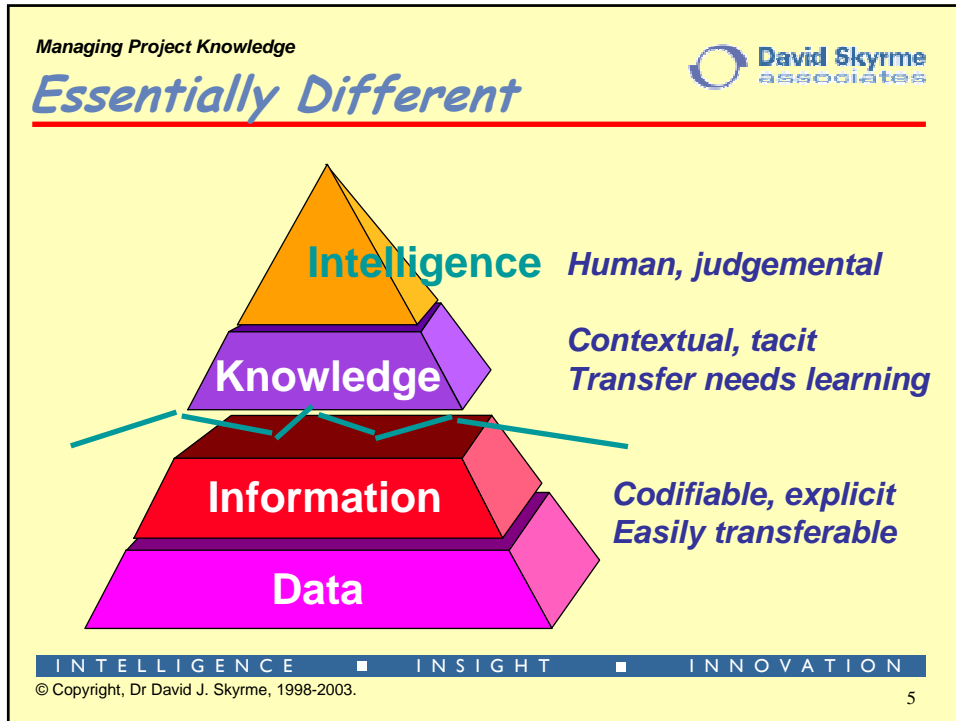 Managing Project Knowledge
David Skyrme
associates
Essentially Different
Intelligence
Human, judgemental
Knowledge
Contextual, tacit
Transfer needs learning
Information
Codifiable, explicit
Easily transferable
Data
INTELLIGENCE ■ INSIGHT ■ INNOVATION
© Copyright, Dr David J. Skyrme, 1998-2003.
5